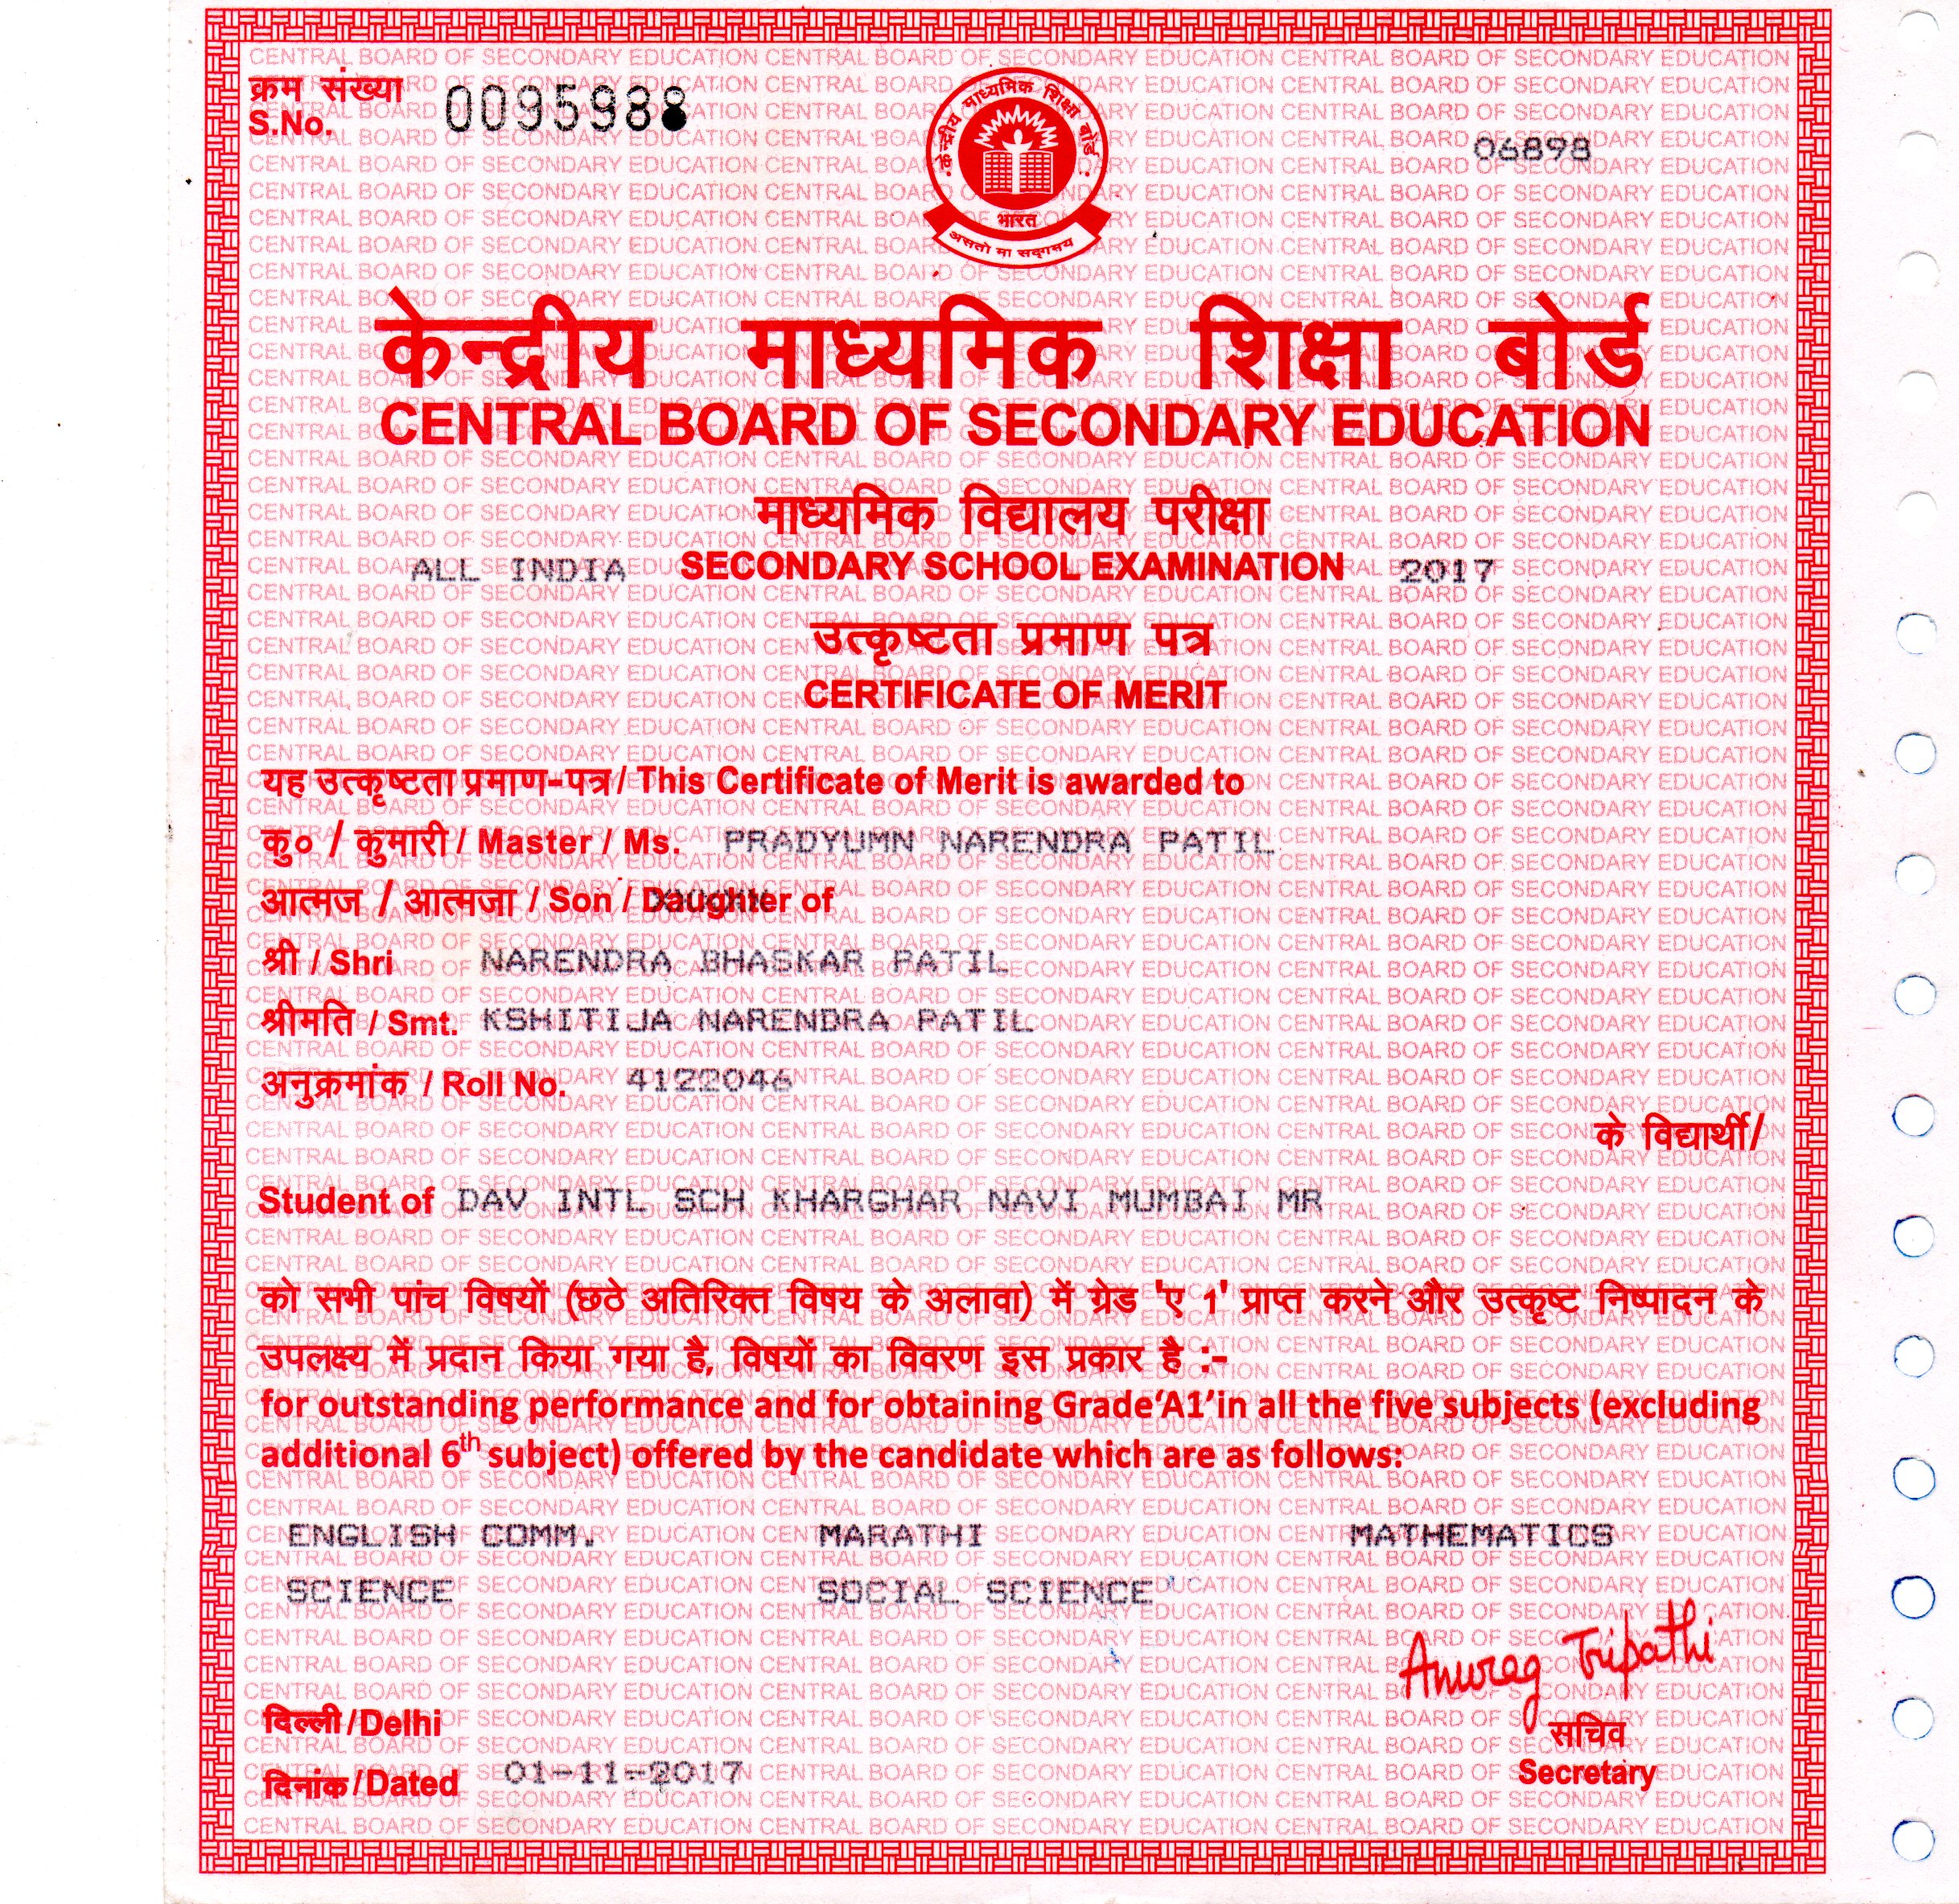 क्रम संख्या
S.No. 0095988
केन्द्रीय माध्यमिक शिक्षा बोर्ड
भारत
असतो मा सद्गमय
06898
केन्द्रीय माध्यमिक शिक्षा बोर्ड
CENTRAL BOARD OF SECONDARY EDUCATION
माध्यमिक विद्यालय परीक्षा
ALL INDIA SECONDARY SCHOOL EXAMINATION 2017
उत्कृष्टता प्रमाण पत्र
CERTIFICATE OF MERIT
यह उत्कृष्टता प्रमाण-पत्र/ This Certificate of Merit is awarded to
कु० / कुमारी / Master / Ms. PRADYUMN NARENDRA PATIL
आत्मज / आत्मजा / Son / Daughter of
श्री / Shri NARENDRA BHASKAR PATIL
श्रीमति / Smt. KSHITIJA NARENDRA PATIL
अनुक्रमांक / Roll No. 4122046
के विद्यार्थी/
Student of DAV INTL SCH KHARGHAR NAVI MUMBAI MR
को सभी पांच विषयों (छठे अतिरिक्त विषय के अलावा) में ग्रेड 'ए 1' प्राप्त करने और उत्कृष्ट निष्पादन के
उपलक्ष्य में प्रदान किया गया है, विषयों का विवरण इस प्रकार है :-
for outstanding performance and for obtaining Grade‘A1’in all the five subjects (excluding
additional 6th subject) offered by the candidate which are as follows:
ENGLISH COMM. MARATHI MATHEMATICS
SCIENCE SOCIAL SCIENCE
Anurag Tripathi
दिल्ली/Delhi
सचिव
Secretary
दिनांक/Dated 01-11-2017